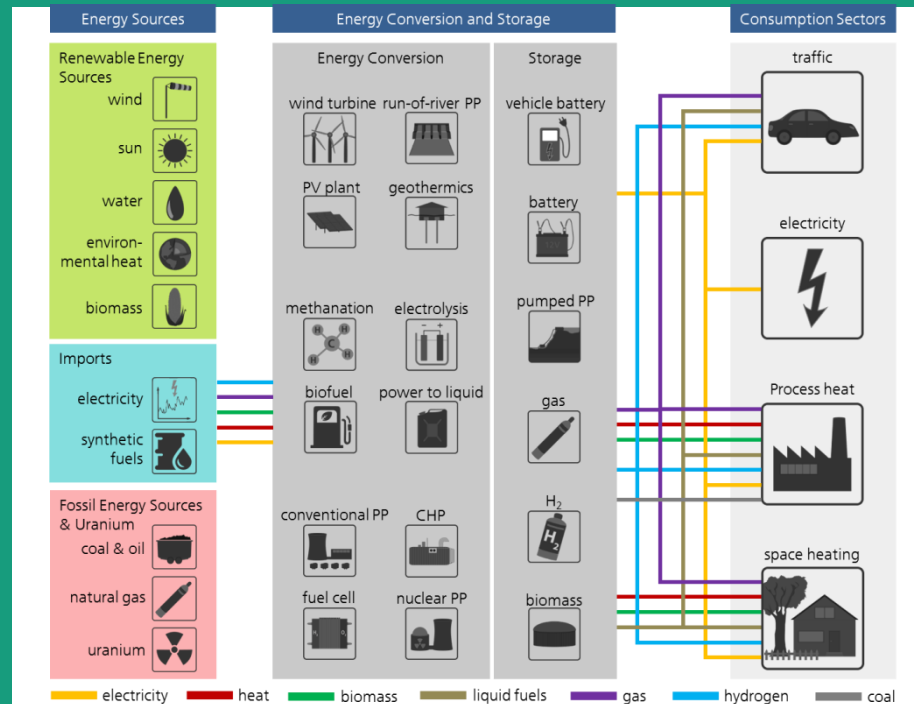 Energy Sources
Energy Conversion and Storage
Consumption Sectors
Renewable Energy
Sources
wind
sun
water
environ-
mental heat
biomass
Imports
electricity
synthetic
fuels
Fossil Energy Sources
& Uranium
coal & oil
natural gas
uranium
Energy Conversion
wind turbine
run-of-river PP
PV plant
geothermics
methanation
H
H
C
H
H
electrolysis
- +
biofuel
power to liquid
conventional PP
CHP
fuel cell
nuclear PP
Storage
vehicle battery
battery
12V
pumped PP
gas
H₂
H₂
biomass
traffic
electricity
Process heat
space heating
electricity
heat
biomass
liquid fuels
gas
hydrogen
coal